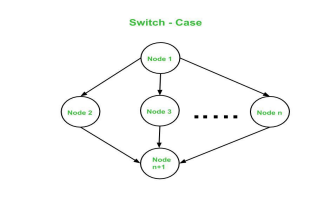 Switch - Case
Node 1
Node 2
Node 3
Node n
Node
n+1